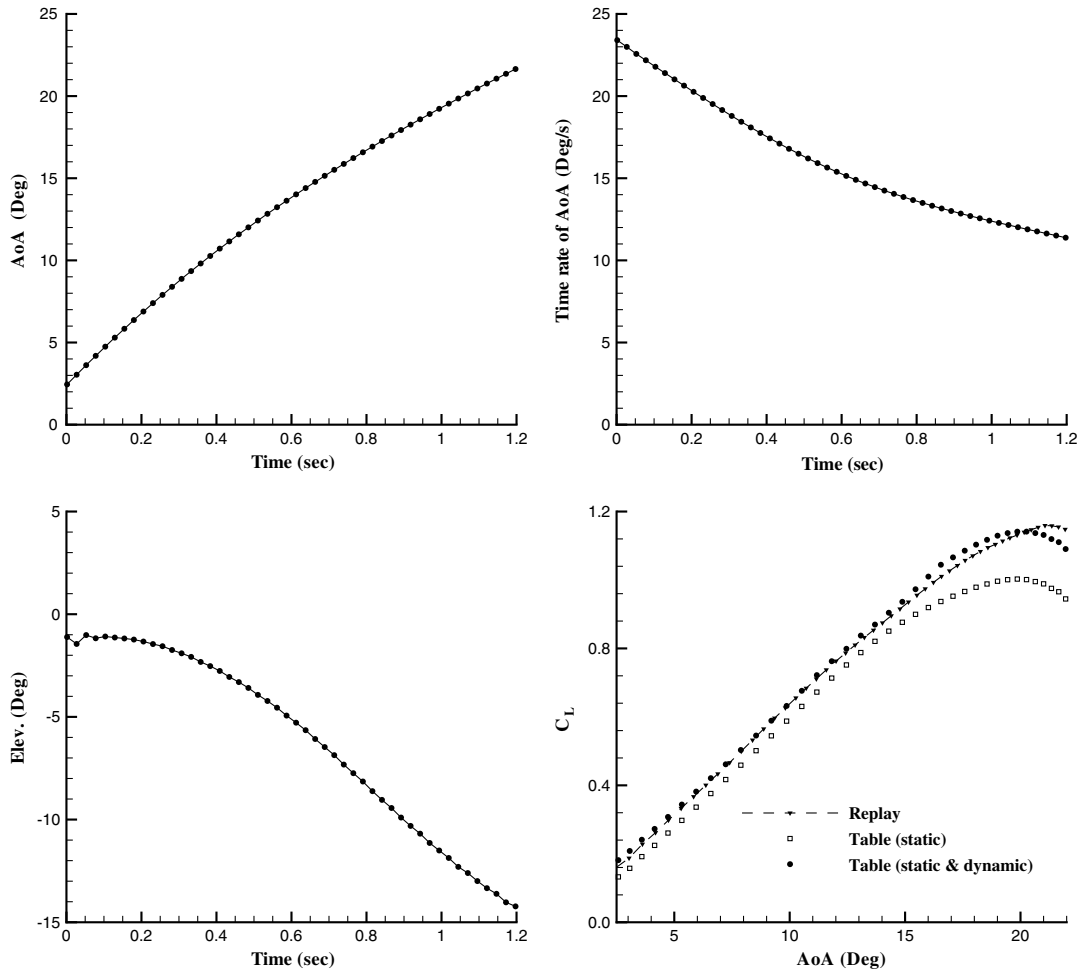 25
20
15
10
5
0
AoA (Deg)
0 0.2 0.4 0.6 0.8 1 1.2
Time (sec)
25
20
15
10
5
0
Time rate of AoA (Deg/s)
0 0.2 0.4 0.6 0.8 1 1.2
Time (sec)
5
0
-5
-10
-15
Elev. (Deg)
0 0.2 0.4 0.6 0.8 1 1.2
Time (sec)
1.2
0.8
0.4
0.0
C_L
Replay
Table (static)
Table (static & dynamic)
5 10 15 20
AoA (Deg)